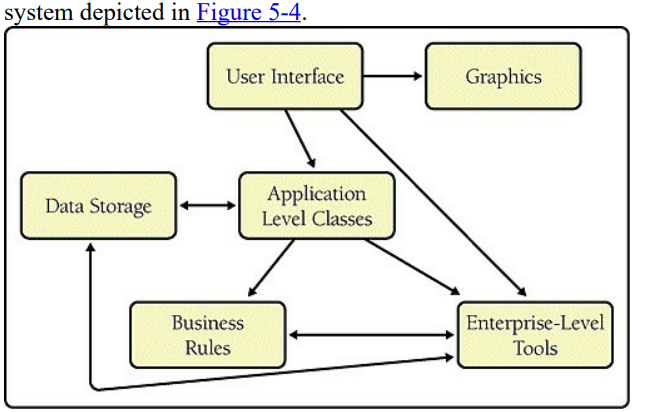 system depicted in Figure 5-4.
User Interface
Graphics
Data Storage
Application
Level Classes
Business
Rules
Enterprise-Level
Tools